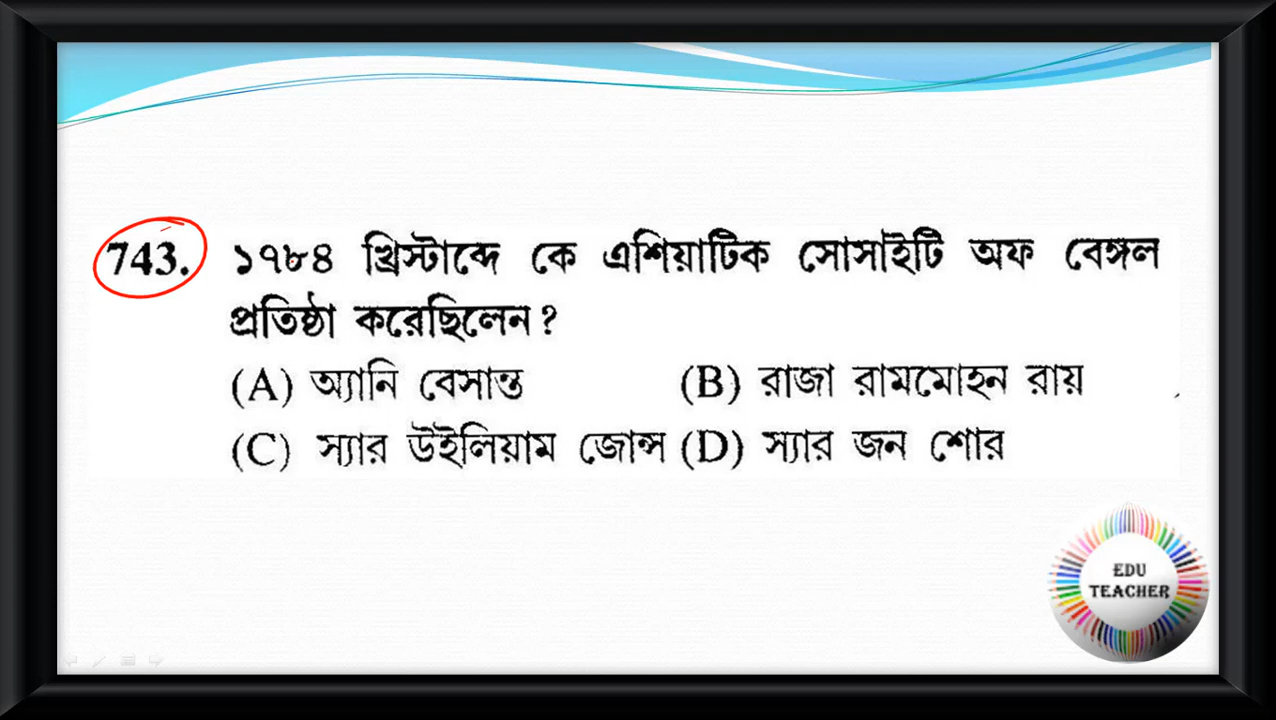 743. ১৭৮৪ খ্রিস্টাব্দে কে এশিয়াটিক সোসাইটি অফ বেঙ্গল
প্রতিষ্ঠা করেছিলেন?
(A) অ্যানি বেসান্ত (B) রাজা রামমোহন রায়
(C) স্যার উইলিয়াম জোন্স (D) স্যার জন শোর
EDU
TEACHER